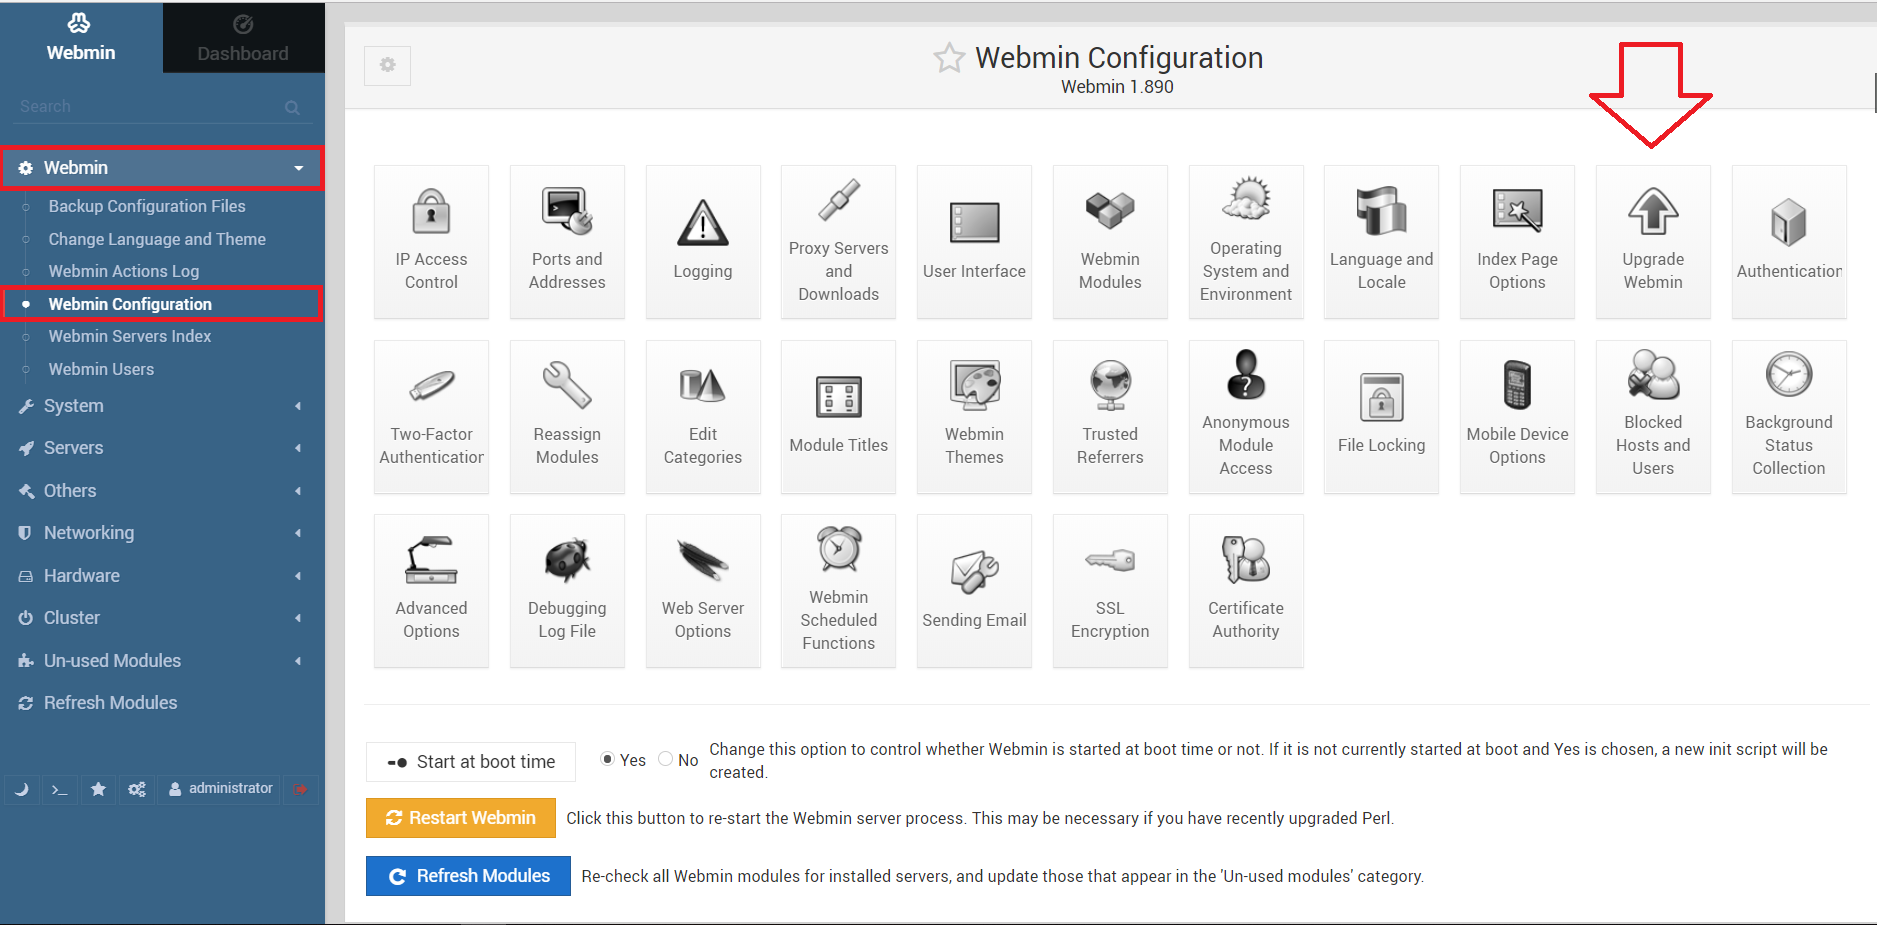 Webmin
Dashboard
Search
Webmin
Backup Configuration Files
Change Language and Theme
Webmin Actions Log
Webmin Configuration
Webmin Servers Index
Webmin Users
System
Servers
Others
Networking
Hardware
Cluster
Un-used Modules
Refresh Modules
administrator
Webmin Configuration
Webmin 1.890
IP Access
Control
Ports and
Addresses
Logging
Proxy Servers
and
Downloads
User Interface
Webmin
Modules
Operating
System and
Environment
Language and
Locale
Index Page
Options
Upgrade
Webmin
Authentication
Two-Factor
Authentication
Reassign
Modules
Edit
Categories
Module Titles
Webmin
Themes
Trusted
Referrers
Anonymous
Module
Access
File Locking
Mobile Device
Options
Blocked
Hosts and
Users
Background
Status
Collection
Advanced
Options
Debugging
Log File
Web Server
Options
Webmin
Scheduled
Functions
Sending Email
SSL
Encryption
Certificate
Authority
Start at boot time
Yes No
Change this option to control whether Webmin is started at boot time or not. If it is not currently started at boot and Yes is chosen, a new init script will be
created.
Restart Webmin
Click this button to re-start the Webmin server process. This may be necessary if you have recently upgraded Perl.
Refresh Modules
Re-check all Webmin modules for installed servers, and update those that appear in the 'Un-used modules' category.